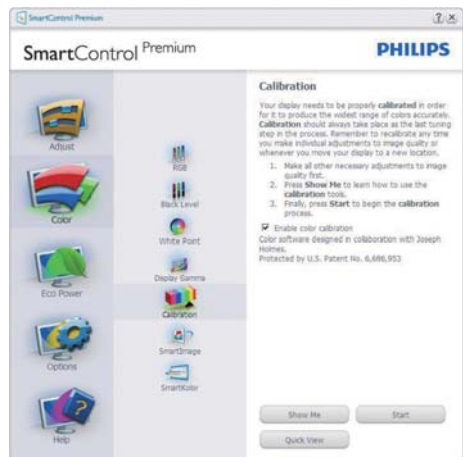 SmartControl Premium
SmartControl Premium
PHILIPS
Adjust
Color
Eco Power
Options
Help
RGB
Black Level
White Point
Display Gamma
Calibration
SmartImage
SmartKolor
Calibration
Your display needs to be properly calibrated in order
for it to produce the widest range of colors accurately.
Calibration should always take place as the last tuning
step in the process. Remember to recalibrate any time
you make individual adjustments to image quality or
whenever you move your display to a new location.
1. Make all other necessary adjustments to image
quality first.
2. Press Show Me to learn how to use the
calibration tools.
3. Finally, press Start to begin the calibration
process.
Enable color calibration
Color software designed in collaboration with Joseph
Holmes.
Protected by U.S. Patent No. 6,686,953
Show Me
Start
Quick View